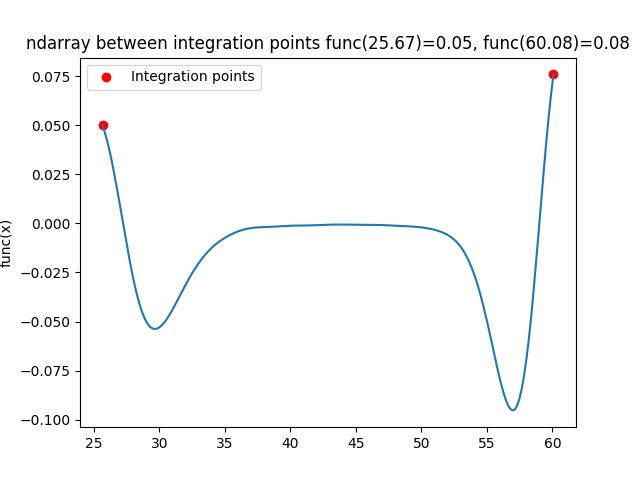 ndarray between integration points func(25.67)=0.05, func(60.08)=0.08
Integration points
func(x)
0.075
0.050
0.025
0.000
−0.025
−0.050
−0.075
−0.100
25 30 35 40 45 50 55 60